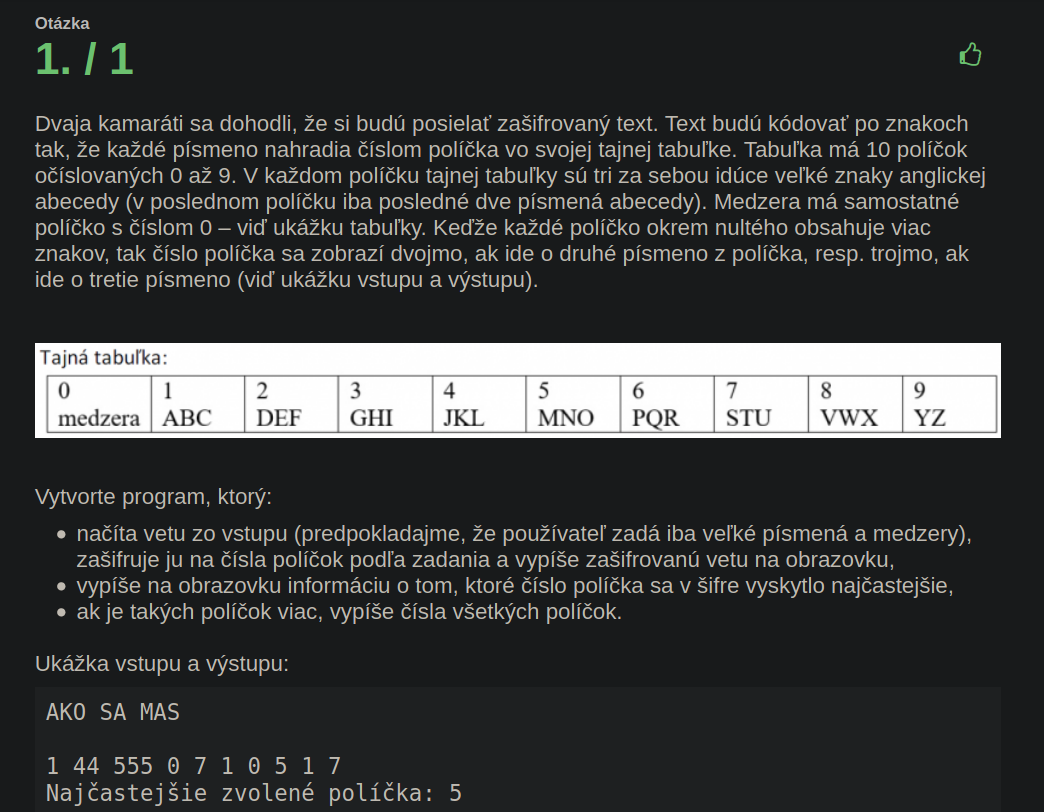 Otázka
1. / 1
Dvaja kamaráti sa dohodli, že si budú posielať zašifrovaný text. Text budú kódovať po znakoch
tak, že každé písmeno nahradia číslom políčka vo svojej tajnej tabuľke. Tabuľka má 10 políčok
očíslovaných 0 až 9. V každom políčku tajnej tabuľky sú tri za sebou idúce veľké znaky anglickej
abecedy (v poslednom políčku iba posledné dve písmená abecedy). Medzera má samostatné
políčko s číslom 0 – viď ukážku tabuľky. Keďže každé políčko okrem nultého obsahuje viac
znakov, tak číslo políčka sa zobrazí dvojmo, ak ide o druhé písmeno z políčka, resp. trojmo, ak
ide o tretie písmeno (viď ukážku vstupu a výstupu).
Tajná tabuľka:
0 1 2 3 4 5 6 7 8 9
medzera ABC DEF GHI JKL MNO PQR STU VWX YZ
Vytvorte program, ktorý:
• načíta vetu zo vstupu (predpokladajme, že používateľ zadá iba veľké písmená a medzery),
zašifruje ju na čísla políčok podľa zadania a vypíše zašifrovanú vetu na obrazovku,
• vypíše na obrazovku informáciu o tom, ktoré číslo políčka sa v šifre vyskytlo najčastejšie,
• ak je takých políčok viac, vypíše čísla všetkých políčok.
Ukážka vstupu a výstupu:
AKO SA MAS
1 44 555 0 7 1 0 5 1 7
Najčastejšie zvolené políčka: 5